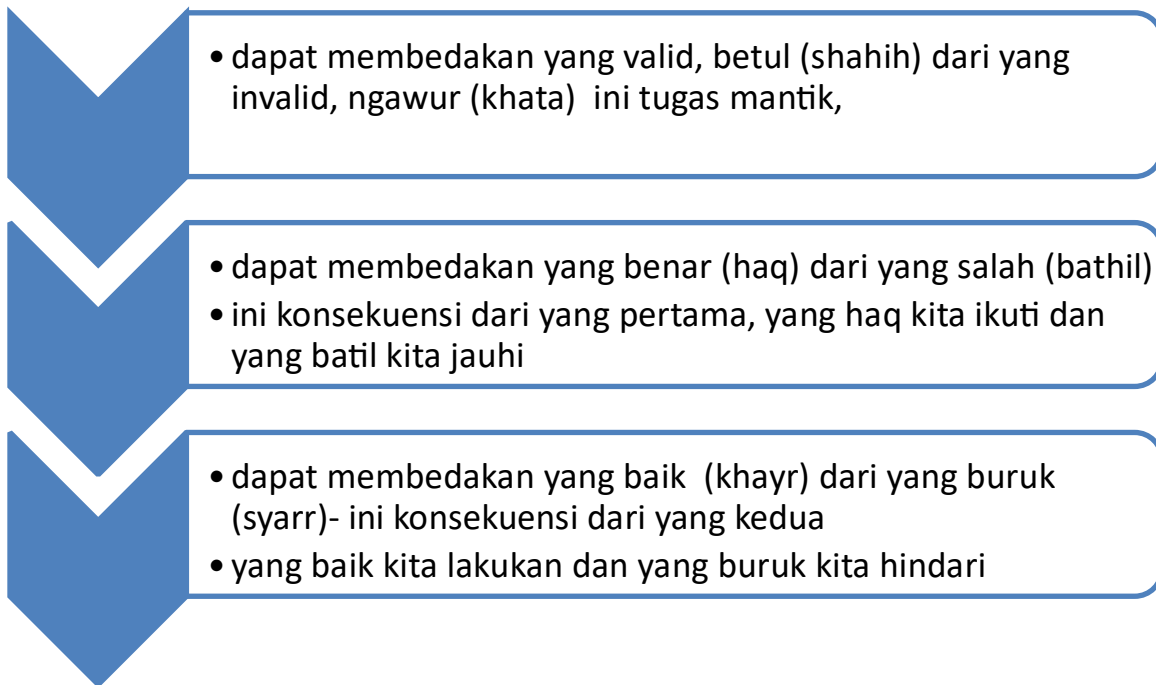 • dapat membedakan yang valid, betul (shahih) dari yang
invalid, ngawur (khata) ini tugas mantik,
• dapat membedakan yang benar (haq) dari yang salah (bathil)
• ini konsekuensi dari yang pertama, yang haq kita ikuti dan
yang batil kita jauhi
• dapat membedakan yang baik (khayr) dari yang buruk
(syarr)- ini konsekuensi dari yang kedua
• yang baik kita lakukan dan yang buruk kita hindari